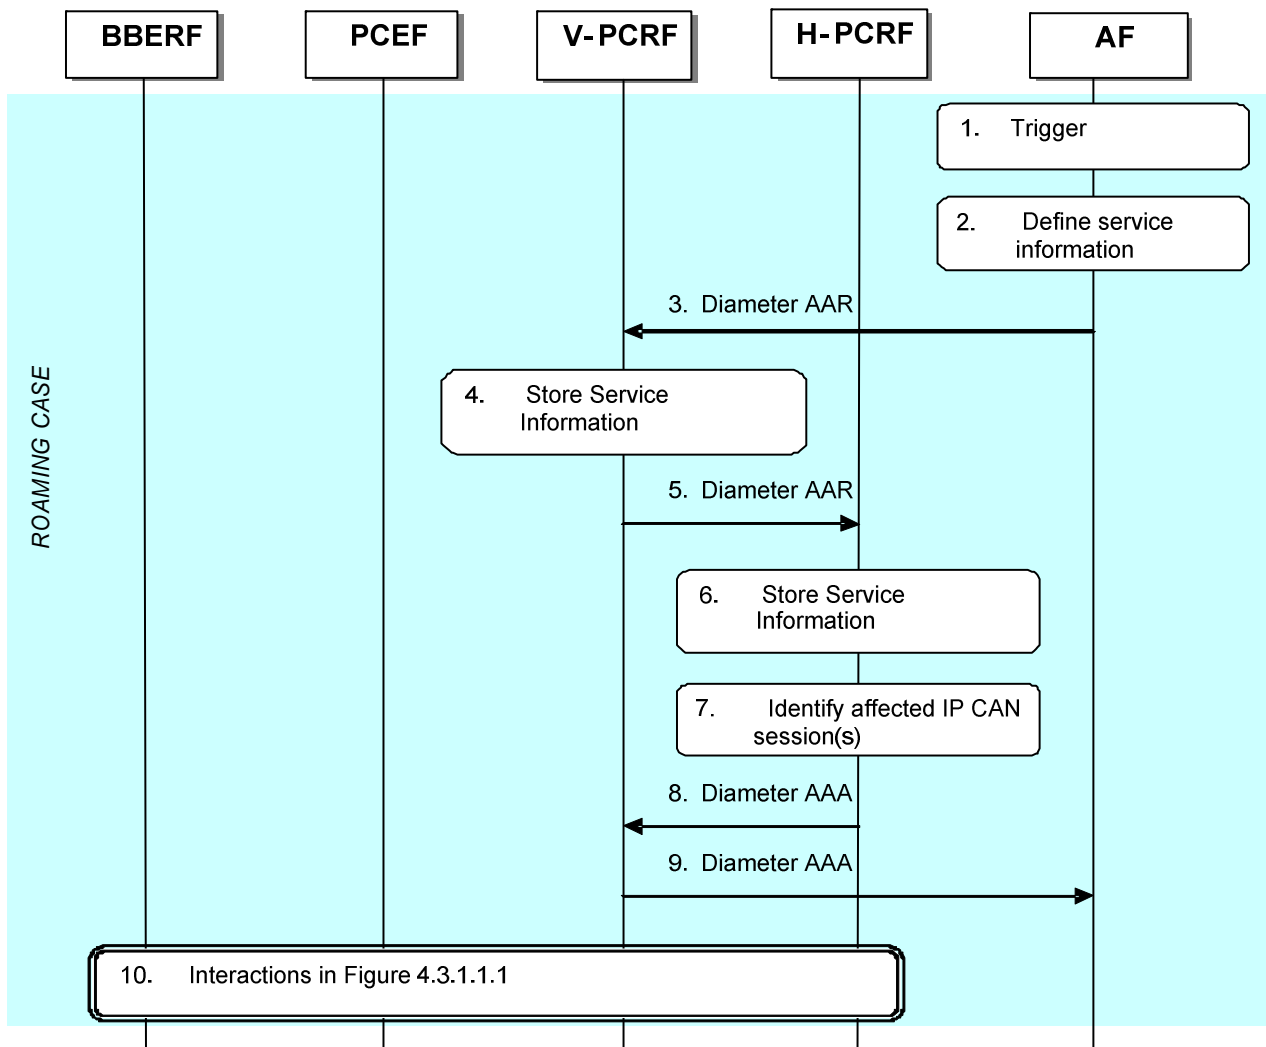 BBERF
PCEF
V-PCRF
H-PCRF
AF
1. Trigger
2. Define service
information
3. Diameter AAR
ROAMING CASE
4. Store Service
Information
5. Diameter AAR
6. Store Service
Information
7. Identify affected IP CAN
session(s)
8. Diameter AAA
9. Diameter AAA
10. Interactions in Figure 4.3.1.1.1